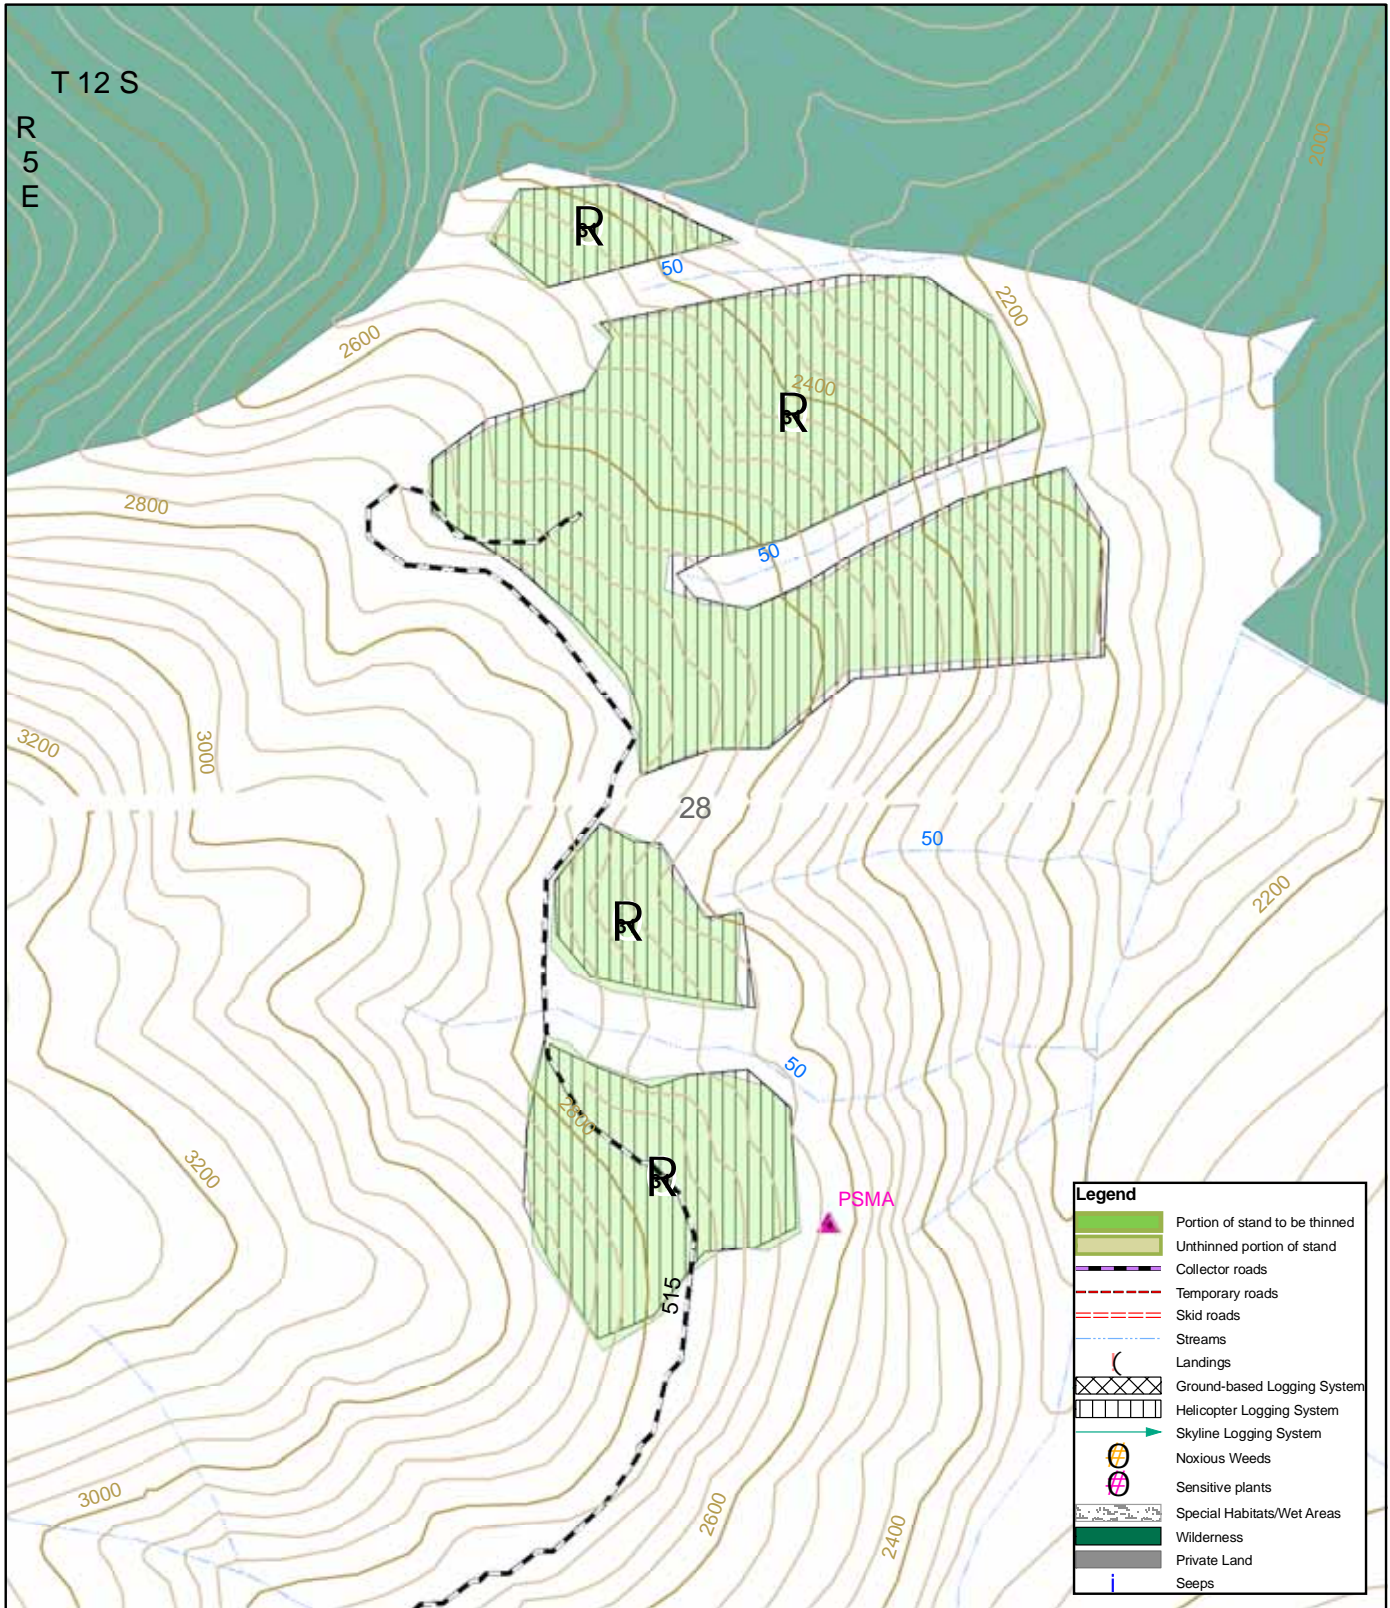 T 12 S
R
5
E
R
50
2000
2200
2600
2400
R
2800
50
3200
3000
28
50
2200
R
50
2800
3200
R
PSMA
515
3000
2600
2400
Legend
Portion of stand to be thinned
Unthinned portion of stand
Collector roads
Temporary roads
Skid roads
Streams
Landings
Ground-based Logging System
Helicopter Logging System
Skyline Logging System
Noxious Weeds
Sensitive plants
Special Habitats/Wet Areas
Wilderness
Private Land
Seeps